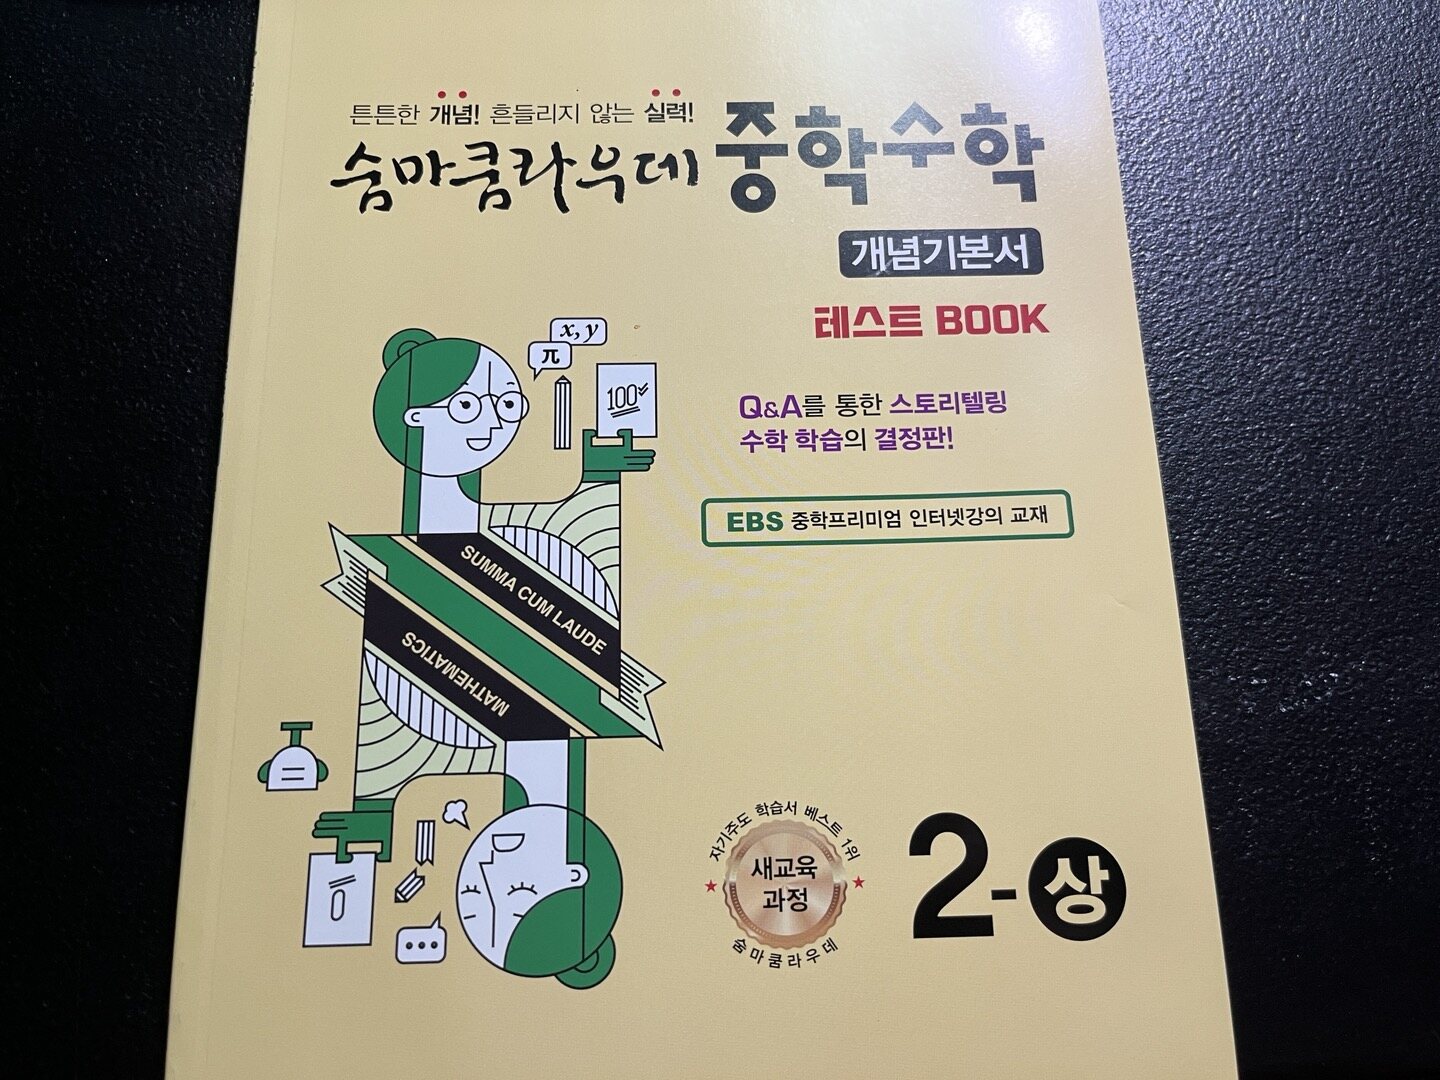 튼튼한 개념! 흔들리지 않는 실력!
숨마쿰라우데 중학수학
개념기본서
테스트 BOOK
x, y
π
100
Q&A를 통한 스토리텔링
수학 학습의 결정판!
EBS 중학프리미엄 인터넷강의 교재
SUMMA CUM LAUDE
MATHEMATICS
0
자기주도 학습서 베스트 1위
새교육
과정
숨마쿰라우데
2-상